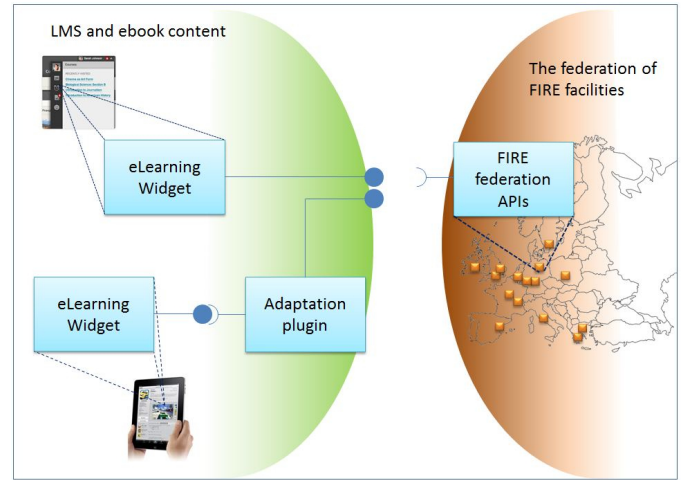 LMS and ebook content
The federation of
FIRE facilities
eLearning
Widget
FIRE
federation
APIs
eLearning
Widget
Adaptation
plugin